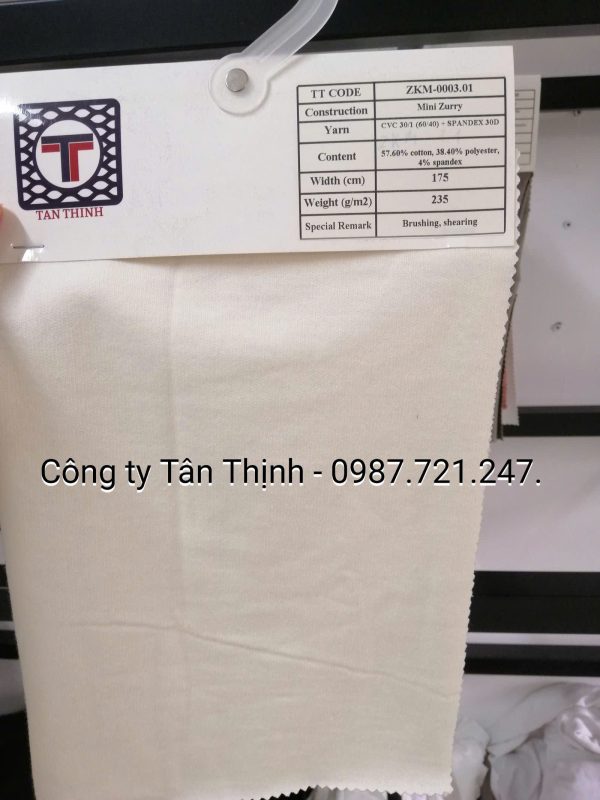 TT
TAN THINH
TT CODE ZKM-0003.01
Construction Mini Zurry
Yarn CVC 30/1 (60/40) + SPANDEX 30D
Content 57.60% cotton, 38.40% polyester,
4% spandex
Width (cm) 175
Weight (g/m2) 235
Special Remark Brushing, shearing
Công ty Tân Thịnh - 0987.721.247.